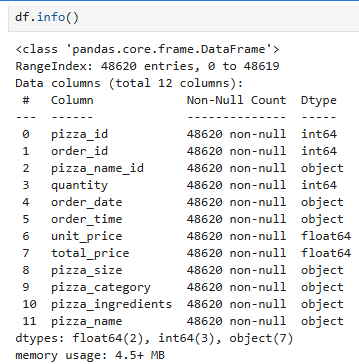 df.info()
<class 'pandas.core.frame.DataFrame'>
RangeIndex: 48620 entries, 0 to 48619
Data columns (total 12 columns):
 #   Column             Non-Null Count  Dtype
---  ------             --------------  -----
 0   pizza_id           48620 non-null  int64
 1   order_id           48620 non-null  int64
 2   pizza_name_id      48620 non-null  object
 3   quantity           48620 non-null  int64
 4   order_date         48620 non-null  object
 5   order_time         48620 non-null  object
 6   unit_price         48620 non-null  float64
 7   total_price        48620 non-null  float64
 8   pizza_size         48620 non-null  object
 9   pizza_category     48620 non-null  object
 10  pizza_ingredients  48620 non-null  object
 11  pizza_name         48620 non-null  object
dtypes: float64(2), int64(3), object(7)
memory usage: 4.5+ MB